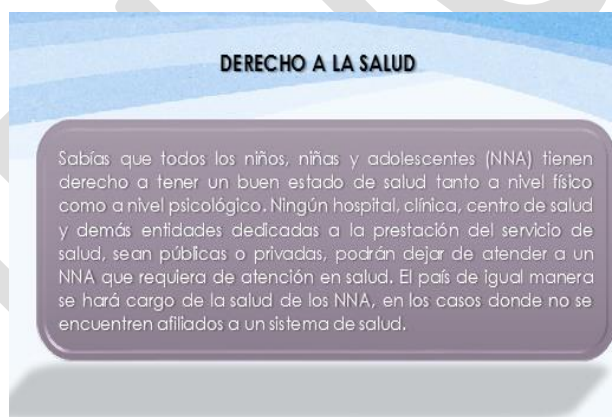 DERECHO A LA SALUD
Sabías que todos los niños, niñas y adolescentes (NNA) tienen
derecho a tener un buen estado de salud tanto a nivel físico
como a nivel psicológico. Ningún hospital, clínica, centro de salud
y demás entidades dedicadas a la prestación del servicio de
salud, sean públicas o privadas, podrán dejar de atender a un
NNA que requiera de atención en salud. El país de igual manera
se hará cargo de la salud de los NNA, en los casos donde no se
encuentren afiliados a un sistema de salud.